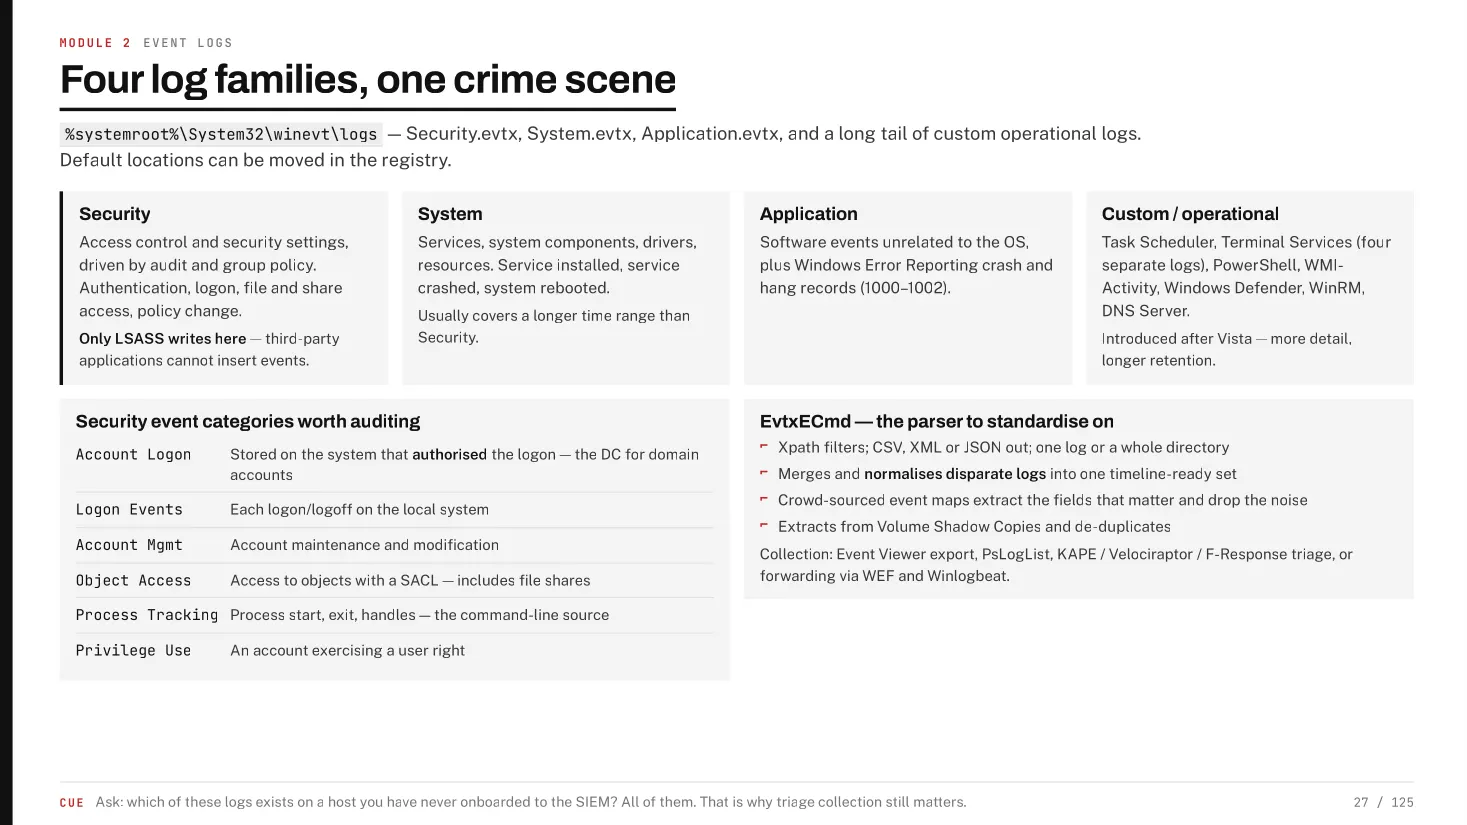 MODULE 2 EVENT LOGS
Four log families, one crime scene
%systemroot%\System32\winevt\logs — Security.evtx, System.evtx, Application.evtx, and a long tail of custom operational logs.
Default locations can be moved in the registry.
Security
Access control and security settings,
driven by audit and group policy.
Authentication, logon, file and share
access, policy change.
Only LSASS writes here — third-party
applications cannot insert events.
System
Services, system components, drivers,
resources. Service installed, service
crashed, system rebooted.
Usually covers a longer time range than
Security.
Application
Software events unrelated to the OS,
plus Windows Error Reporting crash and
hang records (1000–1002).
Custom / operational
Task Scheduler, Terminal Services (four
separate logs), PowerShell, WMI-
Activity, Windows Defender, WinRM,
DNS Server.
Introduced after Vista — more detail,
longer retention.
Security event categories worth auditing
Account Logon Stored on the system that authorised the logon — the DC for domain
accounts
Logon Events Each logon/logoff on the local system
Account Mgmt Account maintenance and modification
Object Access Access to objects with a SACL — includes file shares
Process Tracking Process start, exit, handles — the command-line source
Privilege Use An account exercising a user right
EvtxECmd — the parser to standardise on
Xpath filters; CSV, XML or JSON out; one log or a whole directory
Merges and normalises disparate logs into one timeline-ready set
Crowd-sourced event maps extract the fields that matter and drop the noise
Extracts from Volume Shadow Copies and de-duplicates
Collection: Event Viewer export, PsLogList, KAPE / Velociraptor / F-Response triage, or
forwarding via WEF and Winlogbeat.
CUE Ask: which of these logs exists on a host you have never onboarded to the SIEM? All of them. That is why triage collection still matters.
27 / 125